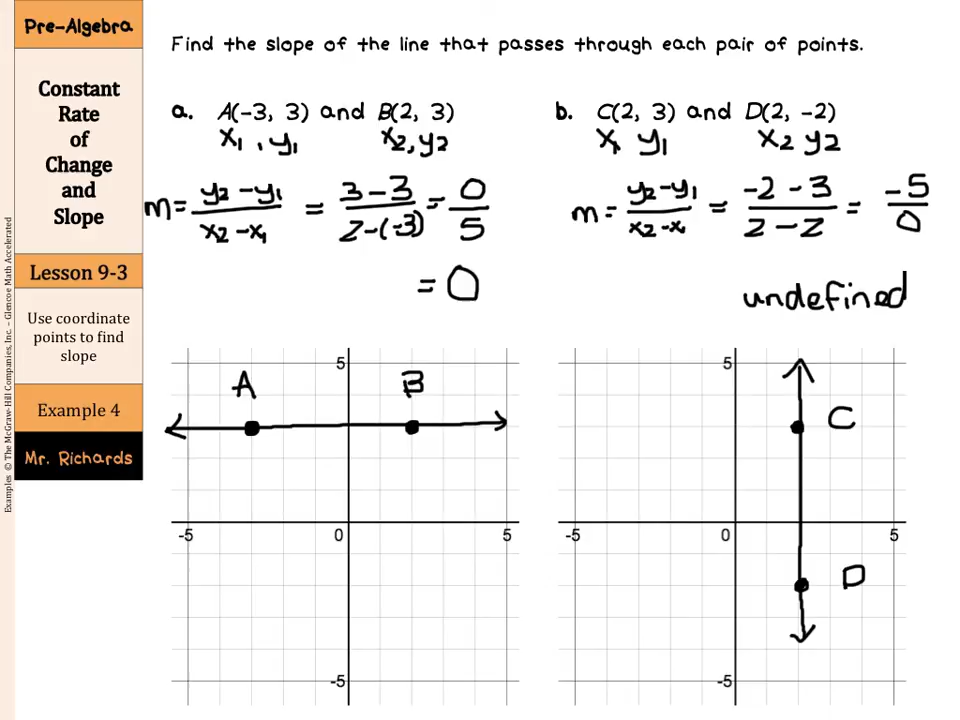 Pre-Algebra
Constant
Rate
of
Change
and
Slope
Lesson 9-3
Use coordinate
points to find
slope
Example 4
Mr. Richards
Examples © The McGraw-Hill Companies, Inc. – Glencoe Math Accelerated
Find the slope of the line that passes through each pair of points.
a. A(-3, 3) and B(2, 3)
x₁, y₁ x₂, y₂
m = (y₂ - y₁)/(x₂ - x₁) = (3 - 3)/(2 - (-3)) = 0/5
= 0
b. C(2, 3) and D(2, -2)
x₁ y₁ x₂ y₂
m = (y₂ - y₁)/(x₂ - x₁) = (-2 - 3)/(2 - 2) = -5/0
undefined
5
A B
-5 0 5
-5
5
C
-5 0 5
D
-5